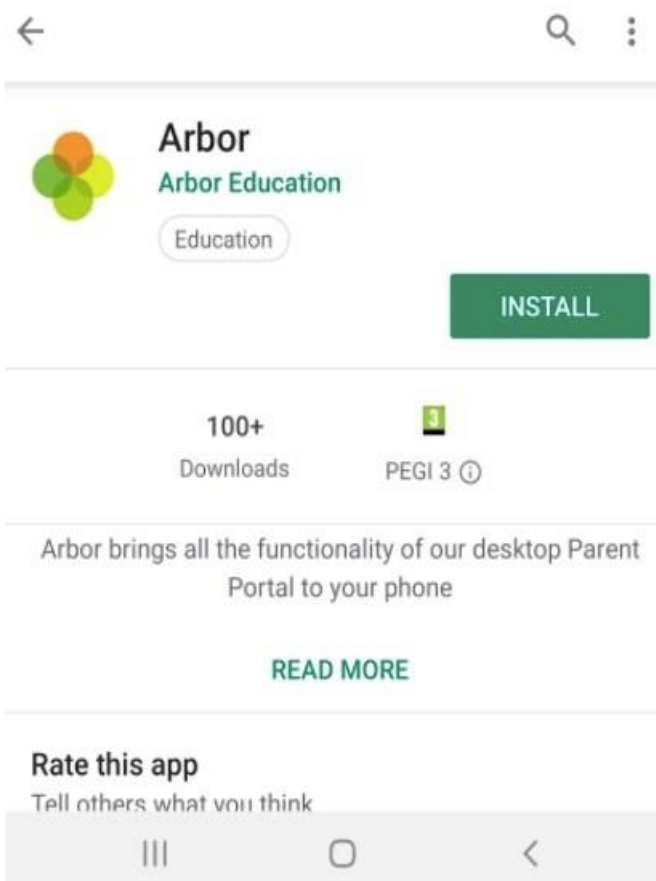 Arbor
Arbor Education
Education
INSTALL
100+
Downloads
3
PEGI 3
Arbor brings all the functionality of our desktop Parent
Portal to your phone
READ MORE
Rate this app
Tell others what you think